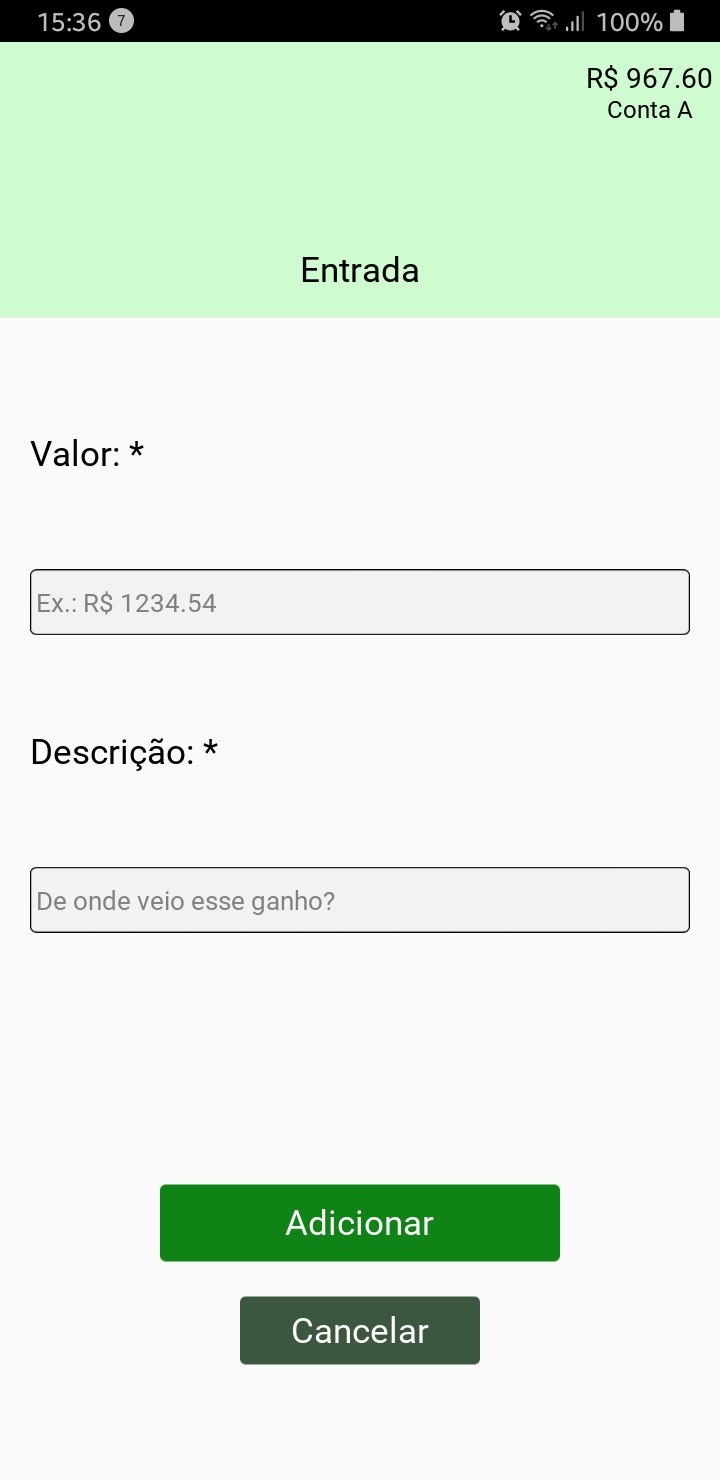 15:36 7 100%
R$ 967.60
Conta A
Entrada
Valor: *
Ex.: R$ 1234.54
Descrição: *
De onde veio esse ganho?
Adicionar
Cancelar